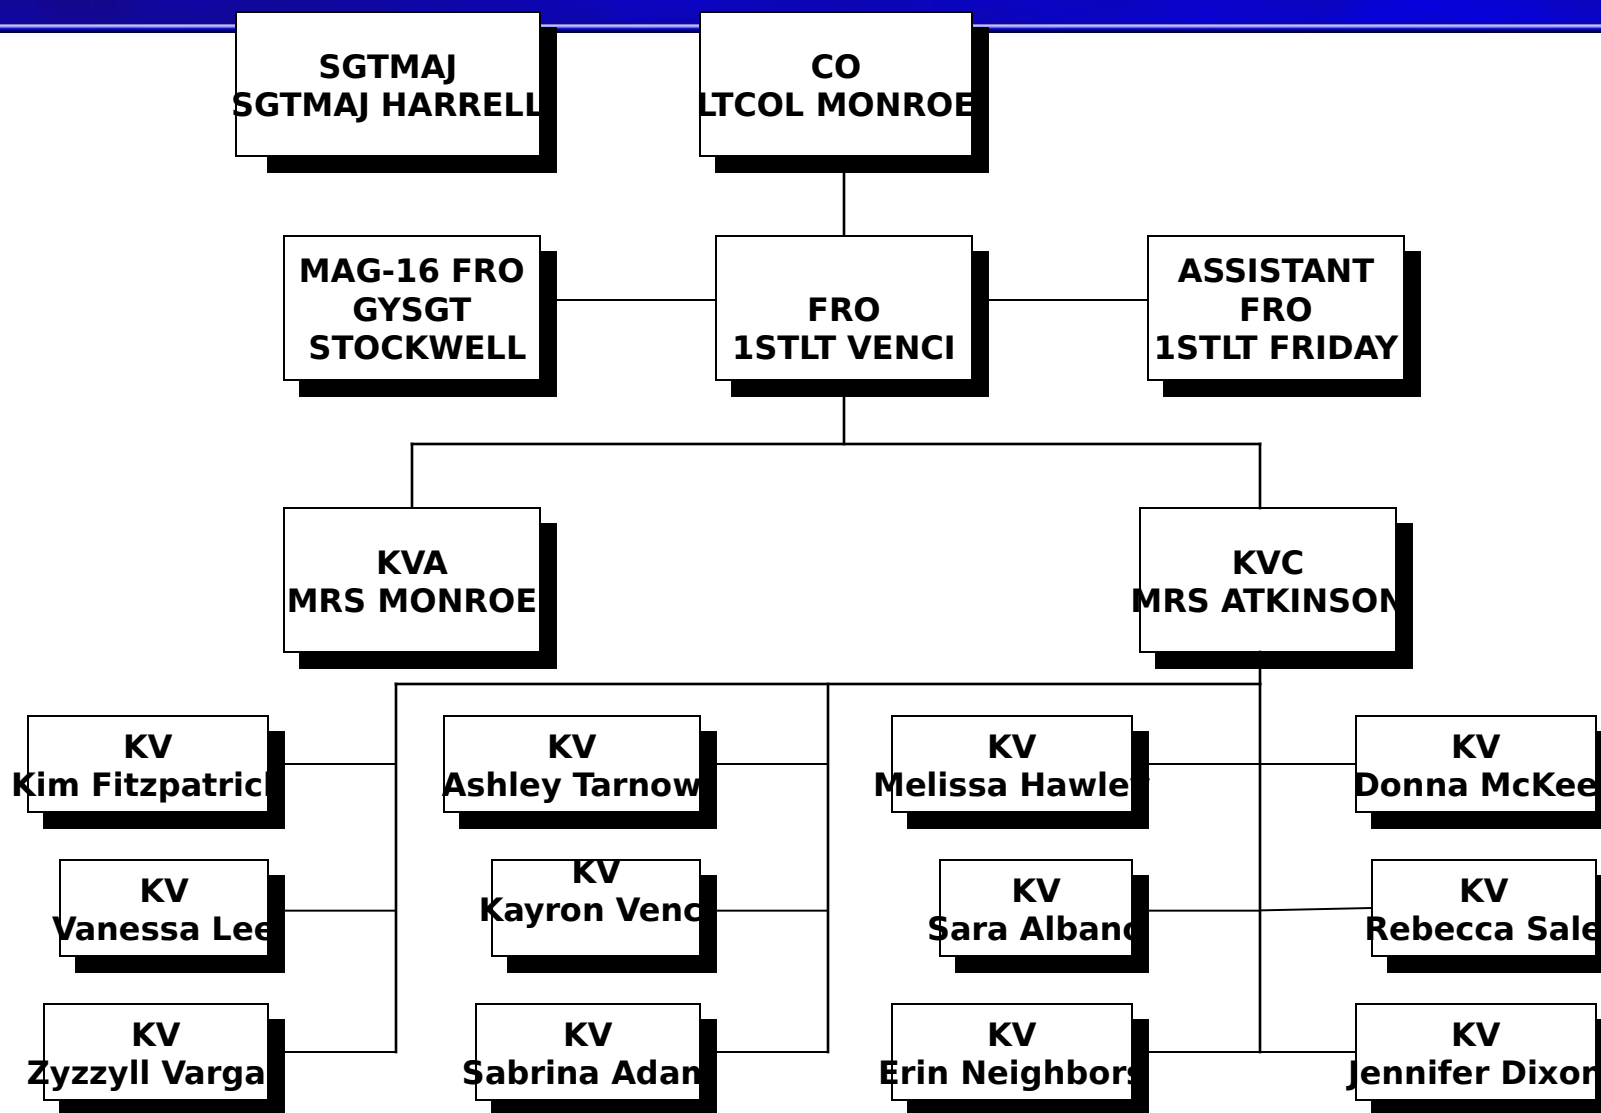 SGTMAJ
SGTMAJ HARRELL
CO
LTCOL MONROE
MAG-16 FRO
GYSGT
STOCKWELL
FRO
1STLT VENCI
ASSISTANT
FRO
1STLT FRIDAY
KVA
MRS MONROE
KVC
MRS ATKINSON
KV
Kim Fitzpatrick
KV
Ashley Tarnow
KV
Melissa Hawley
KV
Donna McKee
KV
Vanessa Lee
KV
Kayron Venc
KV
Sara Albano
KV
Rebecca Sale
KV
Zyzzyll Varga
KV
Sabrina Adam
KV
Erin Neighbors
KV
Jennifer Dixon